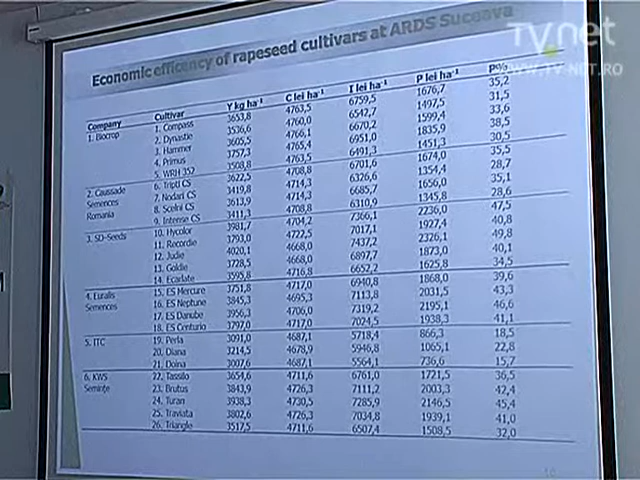 Economic efficency of rapeseed cultivars at ARDS Suceava
tv.net
WWW.TV-NET.RO
Company Cultivar Y kg ha⁻¹ C lei ha⁻¹ I lei ha⁻¹ P lei ha⁻¹ P%
1. Biocrop 1. Compass 3653,8 4763,5 6759,5 1676,7 35,2
2. Dynastie 3536,6 4760,0 6542,7 1497,5 31,5
3. Hammer 3605,5 4766,1 6670,2 1599,4 33,6
4. Primus 3757,3 4765,4 6951,0 1835,9 38,5
5. WRH 352 3508,8 4763,5 6491,3 1451,3 30,5
2. Caussade 6. Tripti CS 3622,5 4708,8 6701,6 1674,0 35,5
Semences 7. Nodari CS 3419,8 4714,3 6326,6 1354,4 28,7
Romania 8. Scelni CS 3613,9 4714,3 6685,7 1656,0 35,1
9. Intense CS 3411,3 4708,8 6310,9 1345,8 28,6
3. SD-Seeds 10. Hycolor 3981,7 4704,2 7366,1 2236,0 47,5
11. Recordie 3793,0 4722,5 7017,1 1927,4 40,8
12. Judie 4020,1 4668,0 7437,2 2326,1 49,8
13. Goldie 3728,5 4668,0 6897,7 1873,0 40,1
14. Ecarlate 3595,8 4716,8 6652,2 1625,8 34,5
4. Euralis 15. ES Mercure 3751,8 4717,0 6940,8 1868,0 39,6
Semences 16. ES Neptune 3845,3 4695,3 7113,8 2031,5 43,3
17. ES Danube 3956,3 4706,0 7319,2 2195,1 46,6
18. ES Centurio 3797,0 4717,0 7024,5 1938,3 41,1
5. ITC 19. Perla 3091,0 4687,1 5718,4 866,3 18,5
20. Diana 3214,5 4678,9 5946,8 1065,1 22,8
21. Doina 3007,6 4687,1 5564,1 736,6 15,7
6. KWS 22. Tassilo 3654,6 4711,6 6761,0 1721,5 36,5
Seminţe 23. Brutus 3843,9 4726,3 7111,2 2003,3 42,4
24. Turan 3938,3 4730,5 7285,9 2146,5 45,4
25. Traviata 3802,6 4726,3 7034,8 1939,1 41,0
26. Triangle 3517,5 4711,6 6507,4 1508,5 32,0
10